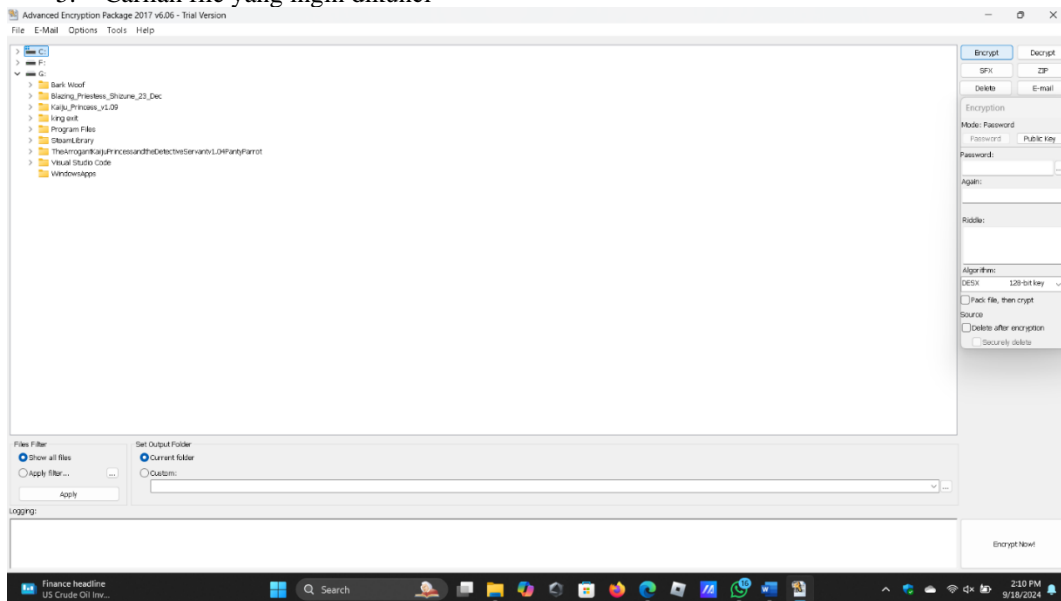 Advanced Encryption Package 2017 v6.06 - Trial Version
File E-Mail Options Tools Help
C:
F:
G:
Bark Woof
Blazing_Priestess_Shizune_23_Dec
Kaiju_Princess_v1.09
king exit
Program Files
SteamLibrary
TheArrogantKaijuPrincessandtheDetectiveServantv1.04PantyParrot
Visual Studio Code
WindowsApps
Encrypt Decrypt
SFX ZIP
Delete E-mail
Encryption
Mode: Password
Password Public Key
Password:
...
Again:
Riddle:
Algorithm:
DESX 128-bit key
Pack file, then crypt
Source
Delete after encryption
Securely delete
Files Filter
Show all files
Apply filter... ...
Apply
Set Output Folder
Current folder
Custom:
...
Logging:
Encrypt Now!
Finance headline
US Crude Oil Inv...
Search
16
2:10 PM
9/18/2024